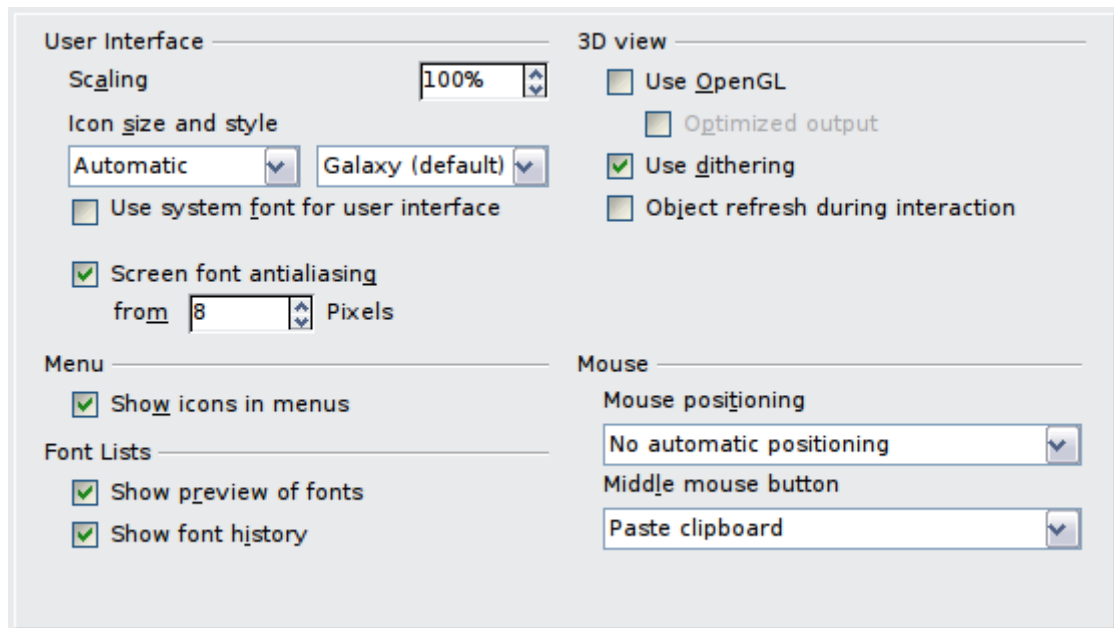 User Interface
Scaling 100%
Icon size and style
Automatic Galaxy (default)
Use system font for user interface
Screen font antialiasing
from 8 Pixels
Menu
Show icons in menus
Font Lists
Show preview of fonts
Show font history
3D view
Use OpenGL
Optimized output
Use dithering
Object refresh during interaction
Mouse
Mouse positioning
No automatic positioning
Middle mouse button
Paste clipboard